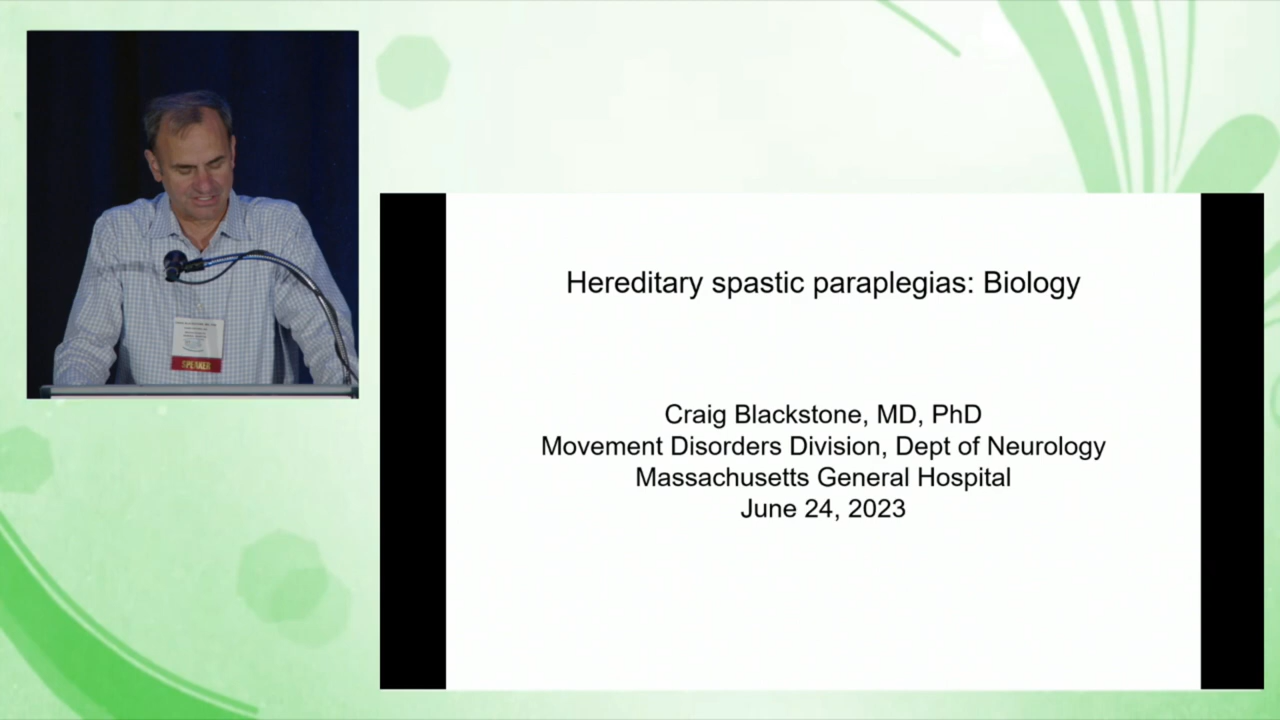 SPEAKER
Hereditary spastic paraplegias: Biology
Craig Blackstone, MD, PhD
Movement Disorders Division, Dept of Neurology
Massachusetts General Hospital
June 24, 2023